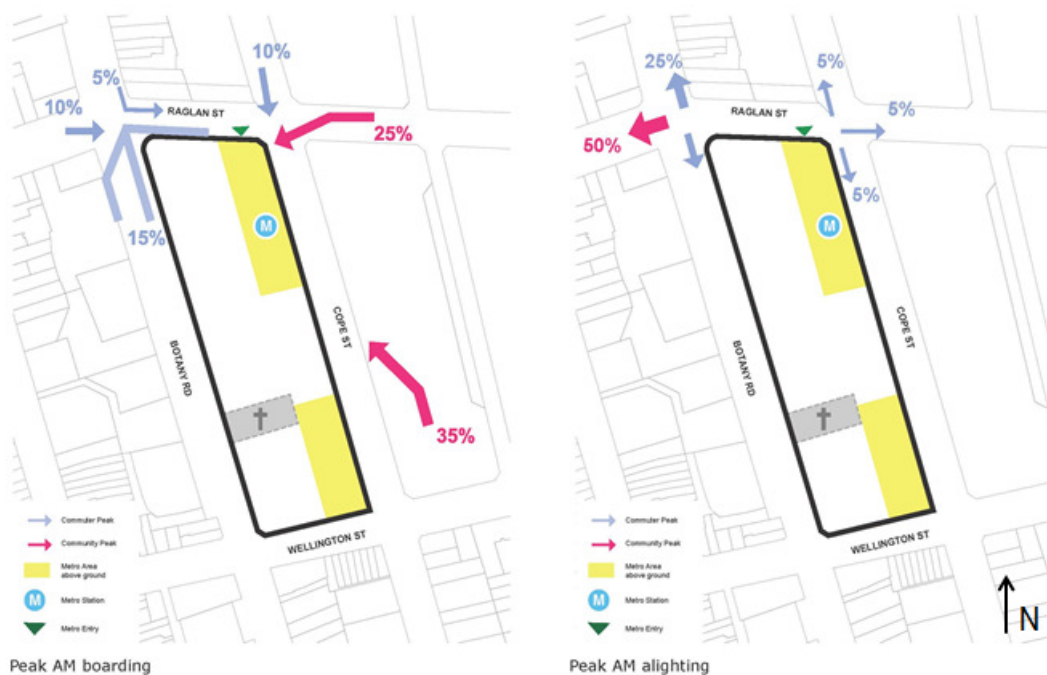 10%
5%
RAGLAN ST
10%
25%
15%
M
COPE ST
BOTANY RD
35%
WELLINGTON ST
Commuter Peak
Community Peak
Metro Area
above ground
M
Metro Station
Metro Entry
Peak AM boarding
25%
5%
RAGLAN ST
5%
50%
5%
M
COPE ST
BOTANY RD
WELLINGTON ST
Commuter Peak
Community Peak
Metro Area
above ground
M
Metro Station
Metro Entry
N
Peak AM alighting